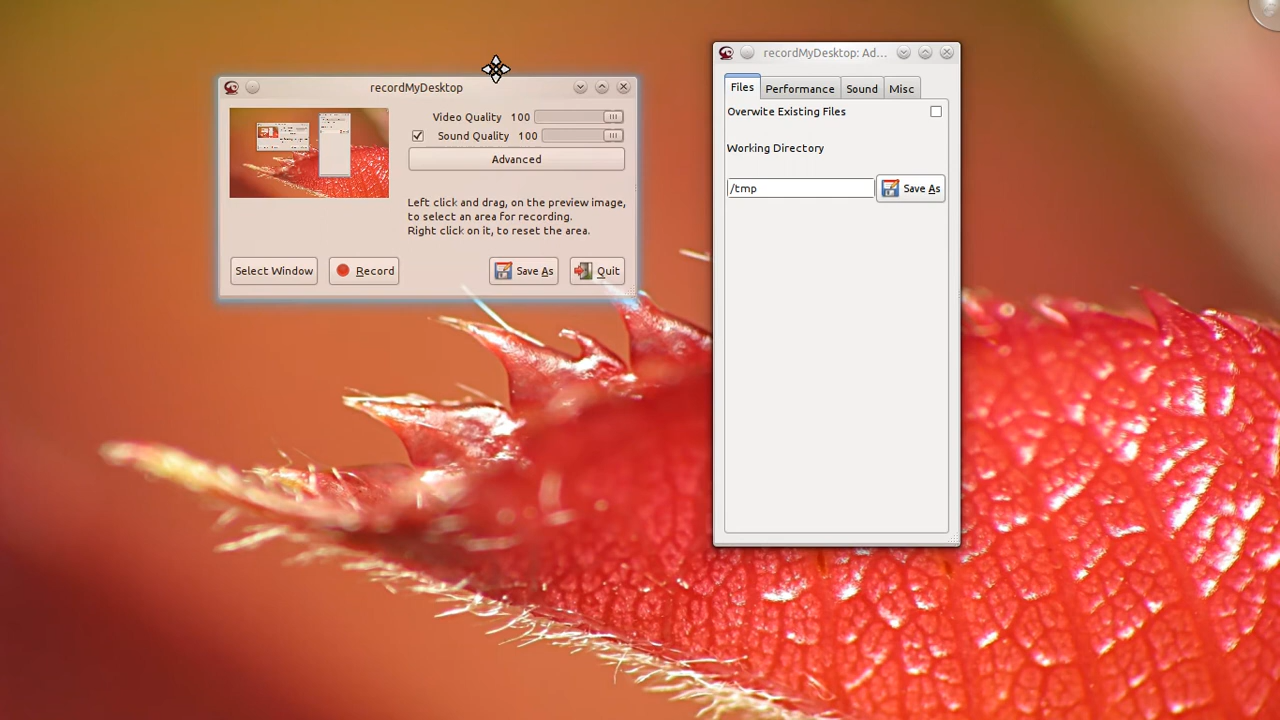 recordMyDesktop
Video Quality 100
Sound Quality 100
Advanced
Left click and drag, on the preview image,
to select an area for recording.
Right click on it, to reset the area.
Select Window
Record
Save As
Quit
recordMyDesktop: Ad...
Files
Performance
Sound
Misc
Overwite Existing Files
Working Directory
/tmp
Save As